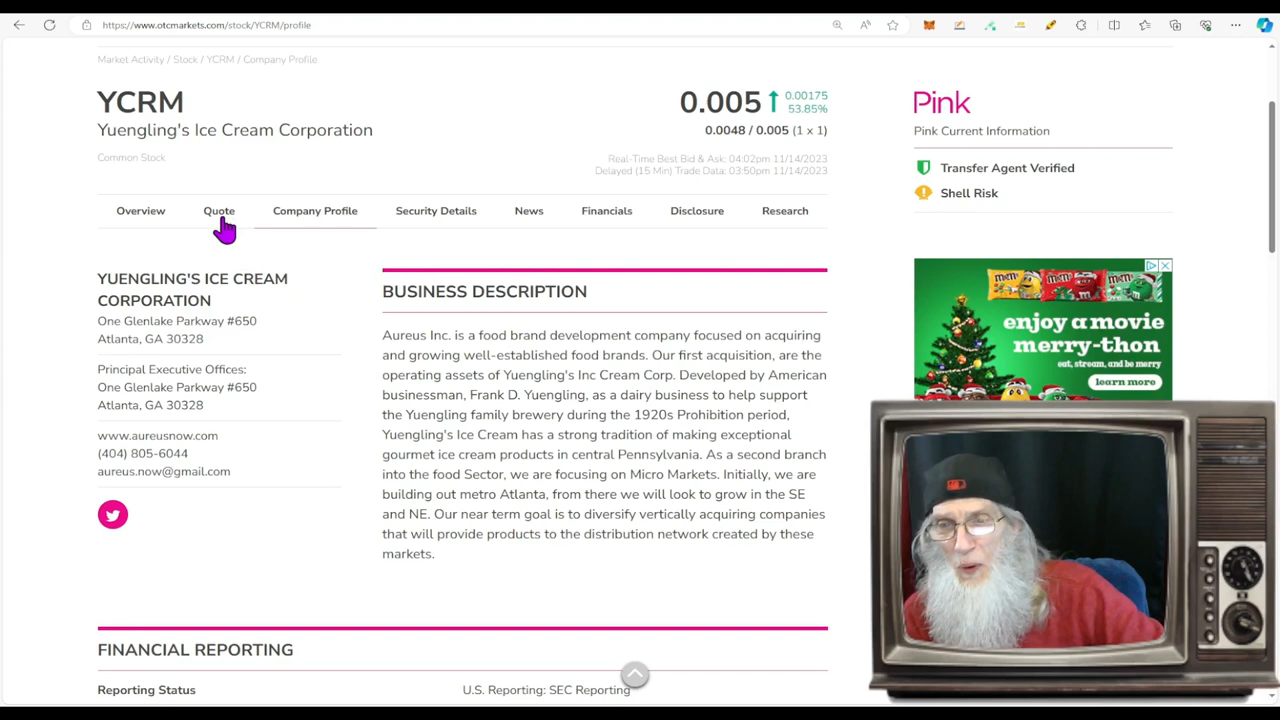 https://www.otcmarkets.com/stock/YCRM/profile
Market Activity / Stock / YCRM / Company Profile
YCRM
Yuengling's Ice Cream Corporation
Common Stock
0.005
0.00175
53.85%
0.0048 / 0.005 (1 x 1)
Real-Time Best Bid & Ask: 04:02pm 11/14/2023
Delayed (15 Min) Trade Data: 03:50pm 11/14/2023
Pink
Pink Current Information
Transfer Agent Verified
Shell Risk
Overview Quote Company Profile Security Details News Financials Disclosure Research
YUENGLING'S ICE CREAM
CORPORATION
One Glenlake Parkway #650
Atlanta, GA 30328
Principal Executive Offices:
One Glenlake Parkway #650
Atlanta, GA 30328
www.aureusnow.com
(404) 805-6044
aureus.now@gmail.com
BUSINESS DESCRIPTION
Aureus Inc. is a food brand development company focused on acquiring
and growing well-established food brands. Our first acquisition, are the
operating assets of Yuengling's Inc Cream Corp. Developed by American
businessman, Frank D. Yuengling, as a dairy business to help support
the Yuengling family brewery during the 1920s Prohibition period,
Yuengling's Ice Cream has a strong tradition of making exceptional
gourmet ice cream products in central Pennsylvania. As a second branch
into the food Sector, we are focusing on Micro Markets. Initially, we are
building out metro Atlanta, from there we will look to grow in the SE
and NE. Our near term goal is to diversify vertically acquiring companies
that will provide products to the distribution network created by these
markets.
m&m's
enjoy a movie
merry-thon
eat, stream, and be merry
learn more
FINANCIAL REPORTING
Reporting Status
U.S. Reporting: SEC Reporting